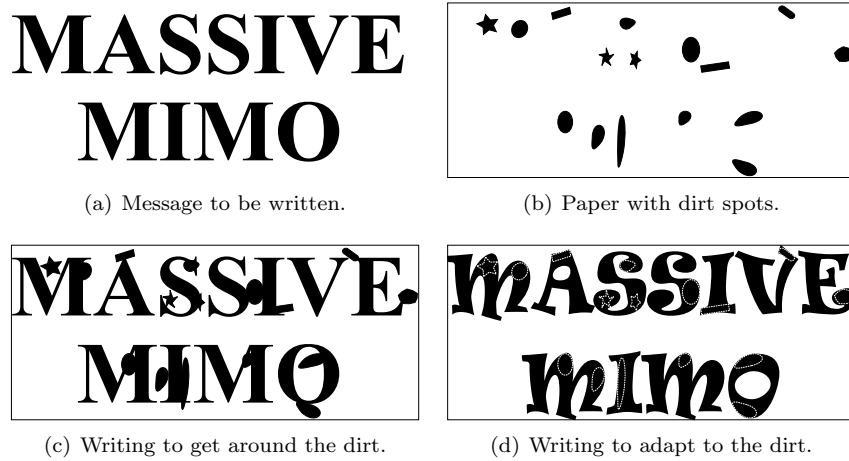 MASSIVE
MIMO
(a) Message to be written.
(b) Paper with dirt spots.
MASSIVE
MIMO
(c) Writing to get around the dirt.
MASSIVE
MIMO
(d) Writing to adapt to the dirt.